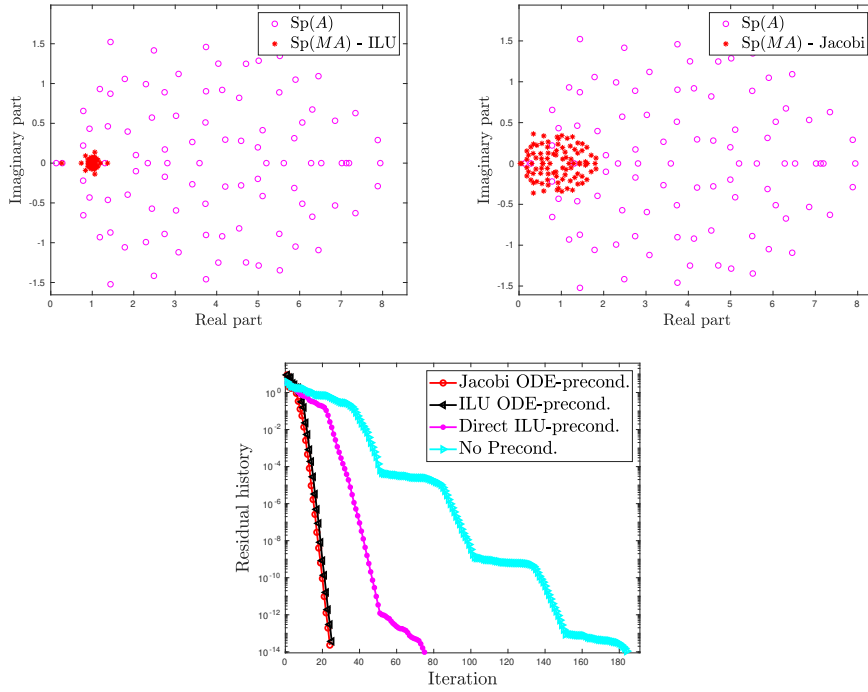 Sp(A)
Sp(MA) - ILU
1.5
1
0.5
0
-0.5
-1
-1.5
Imaginary part
0 1 2 3 4 5 6 7 8
Real part
Sp(A)
Sp(MA) - Jacobi
1.5
1
0.5
0
-0.5
-1
-1.5
Imaginary part
0 1 2 3 4 5 6 7 8
Real part
Jacobi ODE-precond.
ILU ODE-precond.
Direct ILU-precond.
No Precond.
10^0
10^-2
10^-4
10^-6
10^-8
10^-10
10^-12
10^-14
Residual history
0 20 40 60 80 100 120 140 160 180
Iteration